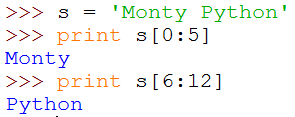 >>> s = 'Monty Python'
>>> print s[0:5]
Monty
>>> print s[6:12]
Python